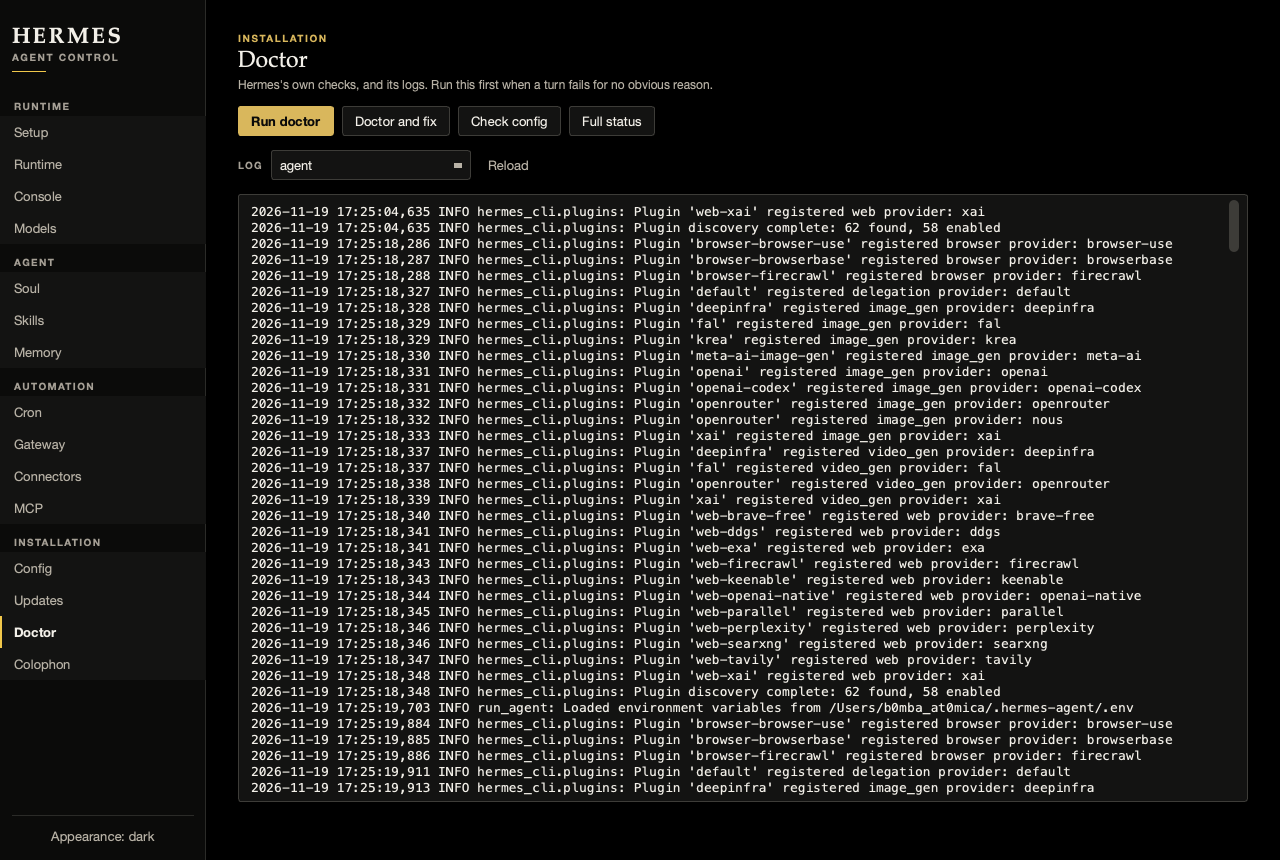 HERMES
AGENT CONTROL
RUNTIME
Setup
Runtime
Console
Models
AGENT
Soul
Skills
Memory
AUTOMATION
Cron
Gateway
Connectors
MCP
INSTALLATION
Config
Updates
Doctor
Colophon
Appearance: dark
INSTALLATION
Doctor
Hermes's own checks, and its logs. Run this first when a turn fails for no obvious reason.
Run doctor Doctor and fix Check config Full status
LOG agent Reload
2026-11-19 17:25:04,635 INFO hermes_cli.plugins: Plugin 'web-xai' registered web provider: xai
2026-11-19 17:25:04,635 INFO hermes_cli.plugins: Plugin discovery complete: 62 found, 58 enabled
2026-11-19 17:25:18,286 INFO hermes_cli.plugins: Plugin 'browser-browser-use' registered browser provider: browser-use
2026-11-19 17:25:18,287 INFO hermes_cli.plugins: Plugin 'browser-browserbase' registered browser provider: browserbase
2026-11-19 17:25:18,288 INFO hermes_cli.plugins: Plugin 'browser-firecrawl' registered browser provider: firecrawl
2026-11-19 17:25:18,327 INFO hermes_cli.plugins: Plugin 'default' registered delegation provider: default
2026-11-19 17:25:18,328 INFO hermes_cli.plugins: Plugin 'deepinfra' registered image_gen provider: deepinfra
2026-11-19 17:25:18,329 INFO hermes_cli.plugins: Plugin 'fal' registered image_gen provider: fal
2026-11-19 17:25:18,329 INFO hermes_cli.plugins: Plugin 'krea' registered image_gen provider: krea
2026-11-19 17:25:18,330 INFO hermes_cli.plugins: Plugin 'meta-ai-image-gen' registered image_gen provider: meta-ai
2026-11-19 17:25:18,331 INFO hermes_cli.plugins: Plugin 'openai' registered image_gen provider: openai
2026-11-19 17:25:18,331 INFO hermes_cli.plugins: Plugin 'openai-codex' registered image_gen provider: openai-codex
2026-11-19 17:25:18,332 INFO hermes_cli.plugins: Plugin 'openrouter' registered image_gen provider: openrouter
2026-11-19 17:25:18,332 INFO hermes_cli.plugins: Plugin 'openrouter' registered image_gen provider: nous
2026-11-19 17:25:18,333 INFO hermes_cli.plugins: Plugin 'xai' registered image_gen provider: xai
2026-11-19 17:25:18,337 INFO hermes_cli.plugins: Plugin 'deepinfra' registered video_gen provider: deepinfra
2026-11-19 17:25:18,337 INFO hermes_cli.plugins: Plugin 'fal' registered video_gen provider: fal
2026-11-19 17:25:18,338 INFO hermes_cli.plugins: Plugin 'openrouter' registered video_gen provider: openrouter
2026-11-19 17:25:18,339 INFO hermes_cli.plugins: Plugin 'xai' registered video_gen provider: xai
2026-11-19 17:25:18,340 INFO hermes_cli.plugins: Plugin 'web-brave-free' registered web provider: brave-free
2026-11-19 17:25:18,341 INFO hermes_cli.plugins: Plugin 'web-ddgs' registered web provider: ddgs
2026-11-19 17:25:18,341 INFO hermes_cli.plugins: Plugin 'web-exa' registered web provider: exa
2026-11-19 17:25:18,343 INFO hermes_cli.plugins: Plugin 'web-firecrawl' registered web provider: firecrawl
2026-11-19 17:25:18,343 INFO hermes_cli.plugins: Plugin 'web-keenable' registered web provider: keenable
2026-11-19 17:25:18,344 INFO hermes_cli.plugins: Plugin 'web-openai-native' registered web provider: openai-native
2026-11-19 17:25:18,345 INFO hermes_cli.plugins: Plugin 'web-parallel' registered web provider: parallel
2026-11-19 17:25:18,346 INFO hermes_cli.plugins: Plugin 'web-perplexity' registered web provider: perplexity
2026-11-19 17:25:18,346 INFO hermes_cli.plugins: Plugin 'web-searxng' registered web provider: searxng
2026-11-19 17:25:18,347 INFO hermes_cli.plugins: Plugin 'web-tavily' registered web provider: tavily
2026-11-19 17:25:18,348 INFO hermes_cli.plugins: Plugin 'web-xai' registered web provider: xai
2026-11-19 17:25:18,348 INFO hermes_cli.plugins: Plugin discovery complete: 62 found, 58 enabled
2026-11-19 17:25:19,703 INFO run_agent: Loaded environment variables from /Users/b0mba_at0mica/.hermes-agent/.env
2026-11-19 17:25:19,884 INFO hermes_cli.plugins: Plugin 'browser-browser-use' registered browser provider: browser-use
2026-11-19 17:25:19,885 INFO hermes_cli.plugins: Plugin 'browser-browserbase' registered browser provider: browserbase
2026-11-19 17:25:19,886 INFO hermes_cli.plugins: Plugin 'browser-firecrawl' registered browser provider: firecrawl
2026-11-19 17:25:19,911 INFO hermes_cli.plugins: Plugin 'default' registered delegation provider: default
2026-11-19 17:25:19,913 INFO hermes_cli.plugins: Plugin 'deepinfra' registered image_gen provider: deepinfra